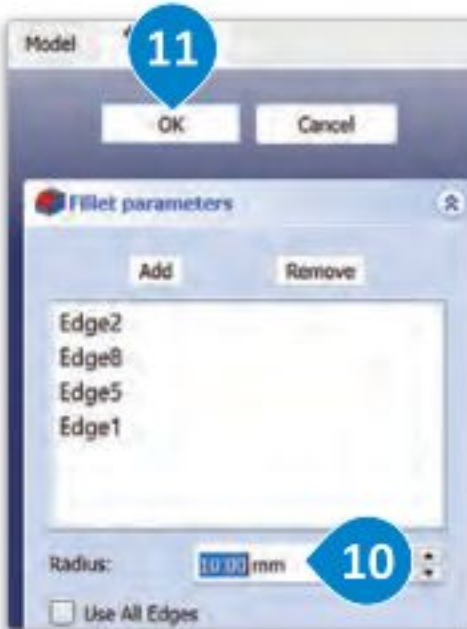 Model
11
OK Cancel
Fillet parameters
Add Remove
Edge2
Edge8
Edge5
Edge1
Radius: 10.00 mm 10
Use All Edges